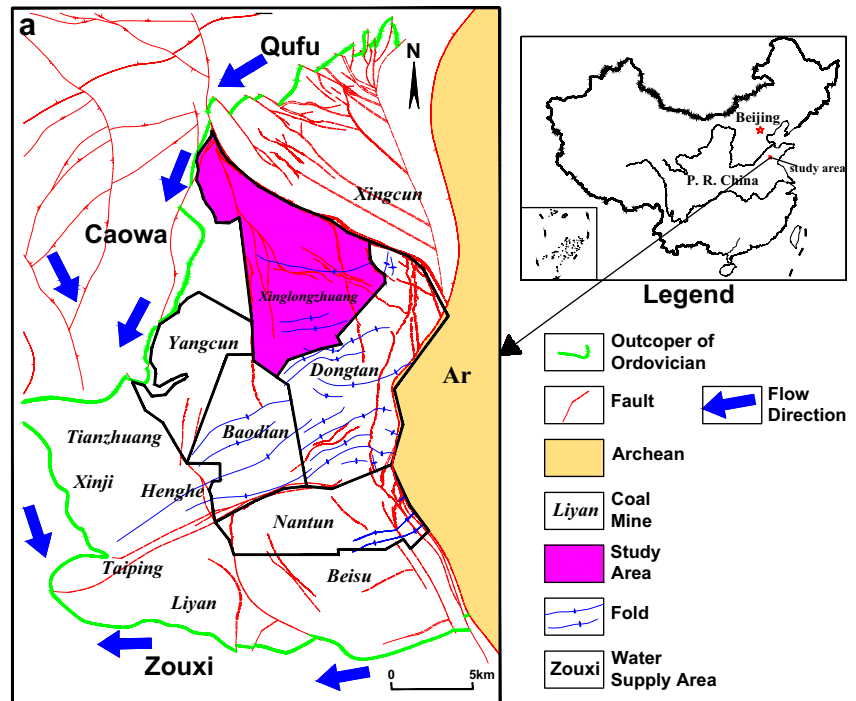 a
Qufu
N
Xingcun
Caowa
Xinglongzhuang
Yangcun
Dongtan
Ar
Tianzhuang
Baodian
Xinji
Henghe
Nantun
Taiping
Beisu
Liyan
Zouxi
0 5km
Beijing
study area
P. R. China
Legend
Outcoper of
Ordovician
Fault
Flow
Direction
Archean
Liyan
Coal
Mine
Study
Area
Fold
Zouxi
Water
Supply Area